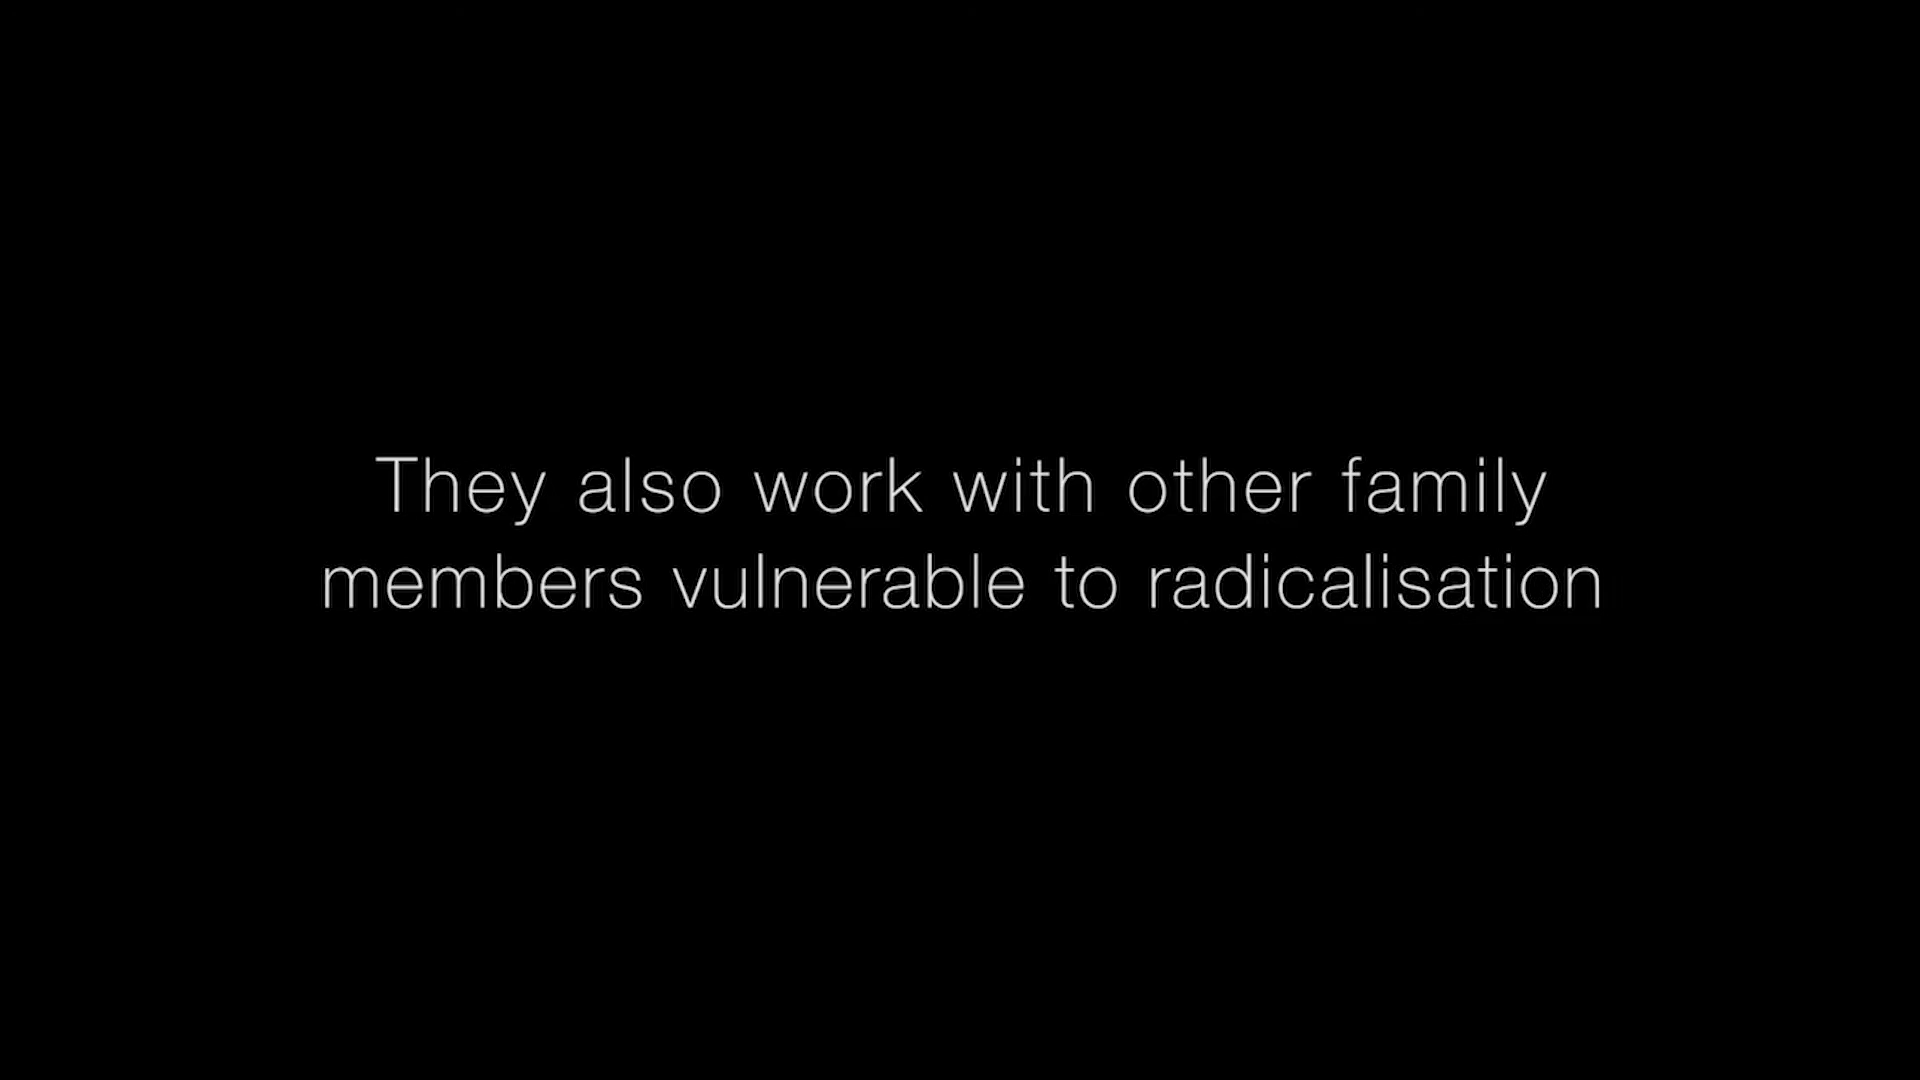 They also work with other family
members vulnerable to radicalisation